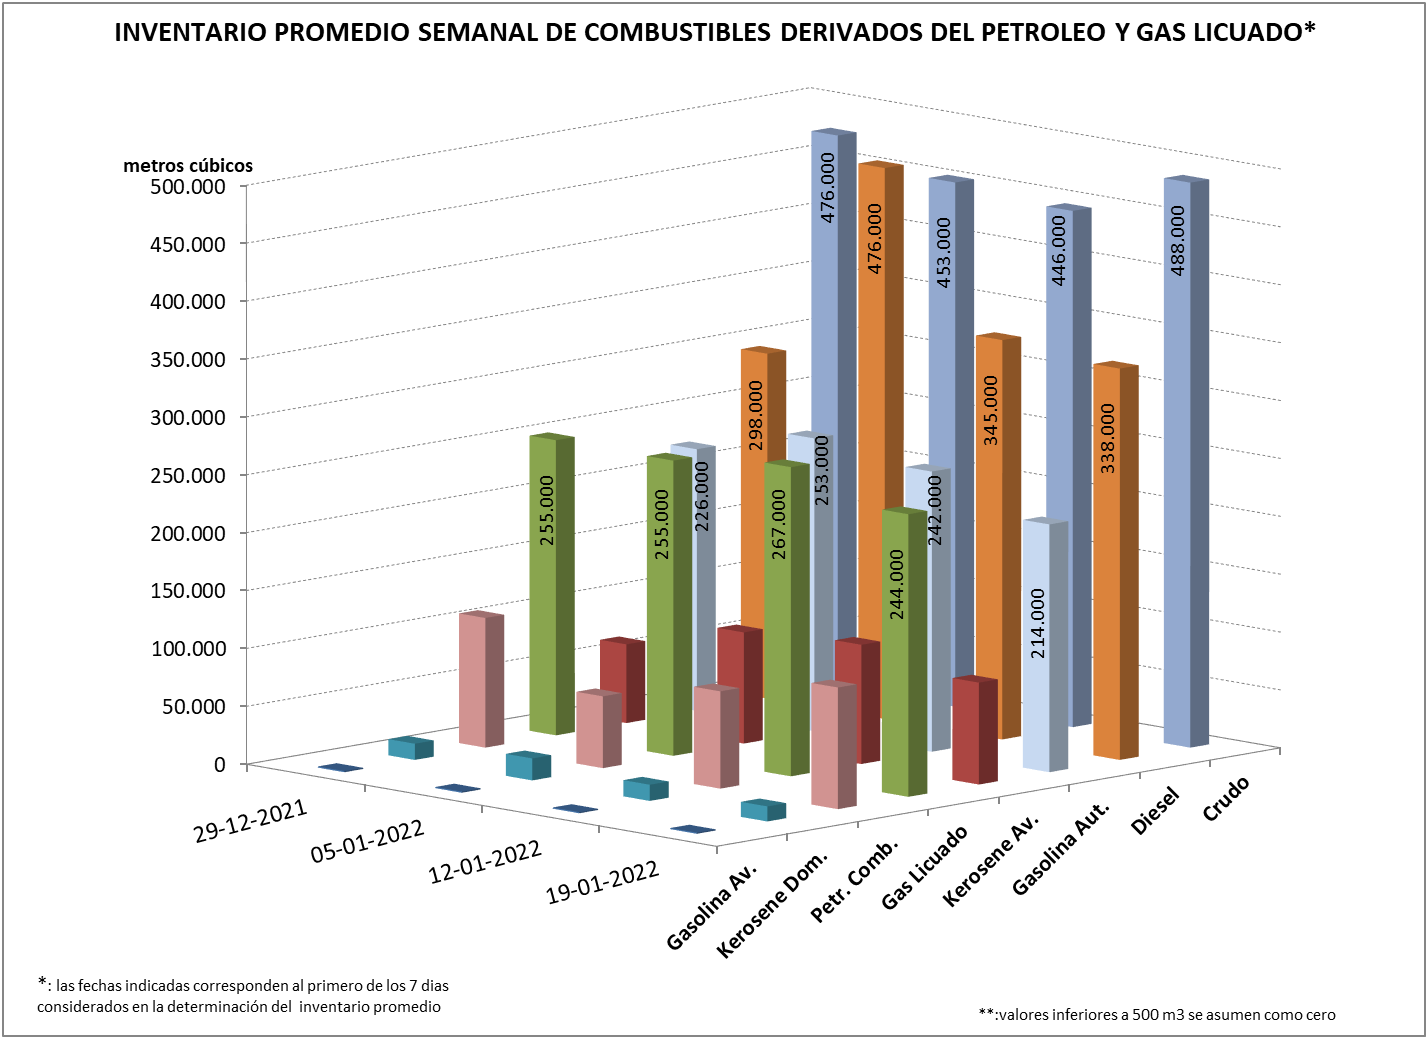 INVENTARIO PROMEDIO SEMANAL DE COMBUSTIBLES DERIVADOS DEL PETROLEO Y GAS LICUADO*
metros cúbicos
500.000
450.000
400.000
350.000
300.000
250.000
200.000
150.000
100.000
50.000
0
476.000
476.000
453.000
446.000
488.000
298.000
345.000
338.000
226.000
253.000
242.000
214.000
255.000
255.000
267.000
244.000
29-12-2021
05-01-2022
12-01-2022
19-01-2022
Gasolina Av.
Kerosene Dom.
Petr. Comb.
Gas Licuado
Kerosene Av.
Gasolina Aut.
Diesel
Crudo
*: las fechas indicadas corresponden al primero de los 7 dias
considerados en la determinación del inventario promedio
**:valores inferiores a 500 m3 se asumen como cero